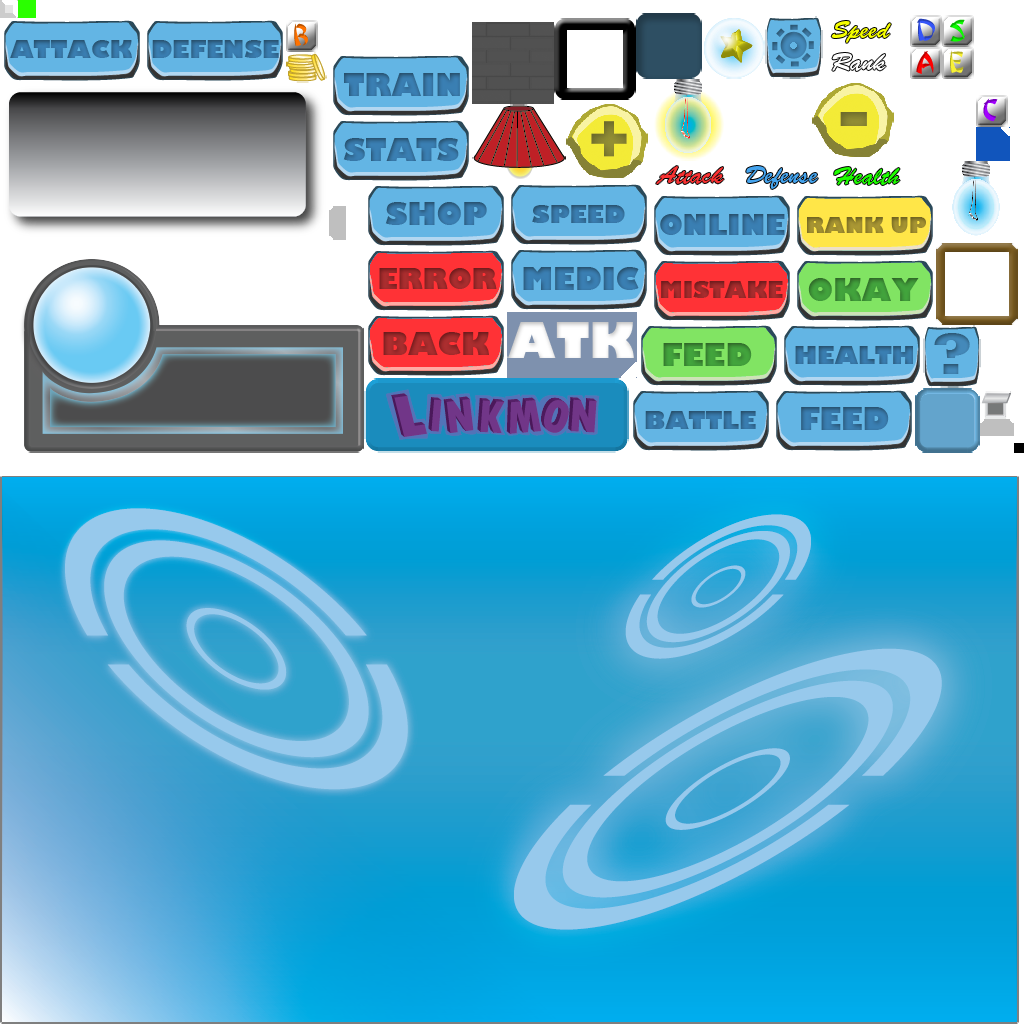 ATTACK
DEFENSE
B
Speed
Rank
D
S
A
E
TRAIN
C
STATS
+
-
Attack
Defense
Health
SHOP
SPEED
ONLINE
RANK UP
ERROR
MEDIC
MISTAKE
OKAY
BACK
ATK
FEED
HEALTH
?
LINKMON
BATTLE
FEED